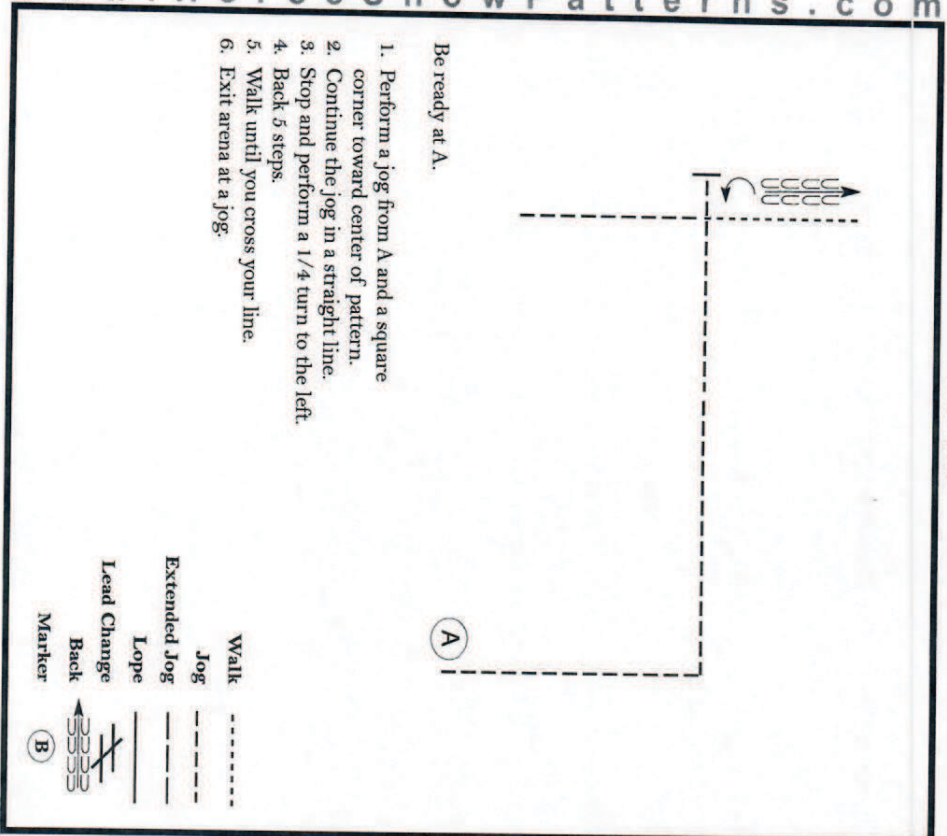 HorseShowPatterns.com
A
Be ready at A.
1. Perform a jog from A and a square
corner toward center of pattern.
2. Continue the jog in a straight line.
3. Stop and perform a 1/4 turn to the left.
4. Back 5 steps.
5. Walk until you cross your line.
6. Exit arena at a jog.
Walk
Jog
Extended Jog
Lope
Lead Change
Back
Marker
B